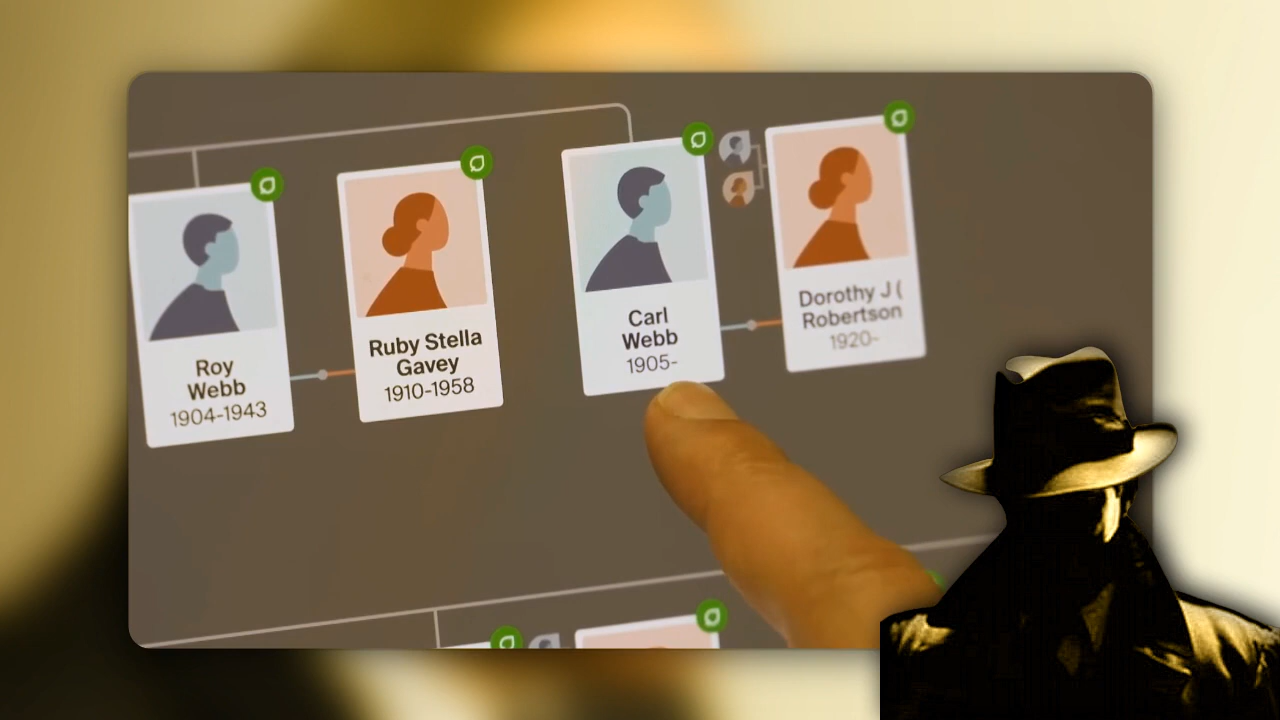 Roy
Webb
1904-1943
Ruby Stella
Gavey
1910-1958
Carl
Webb
1905-
Dorothy J (
Robertson
1920-